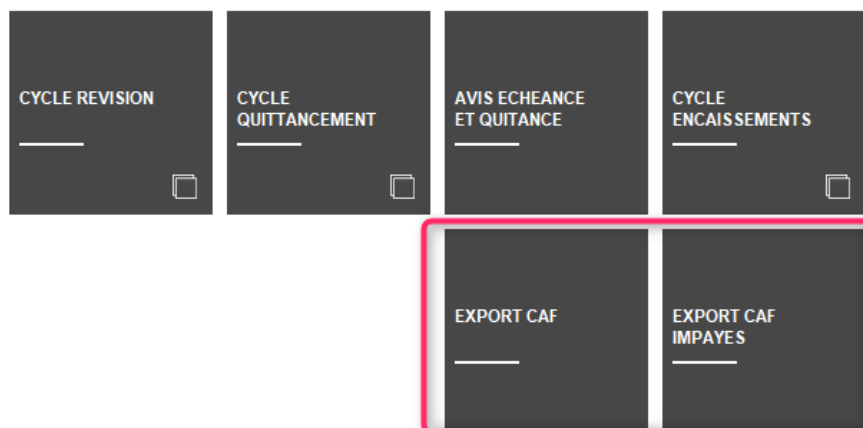 CYCLE REVISION
CYCLE
QUITTANCEMENT
AVIS ECHEANCE
ET QUITANCE
CYCLE
ENCAISSEMENTS
EXPORT CAF
EXPORT CAF
IMPAYES